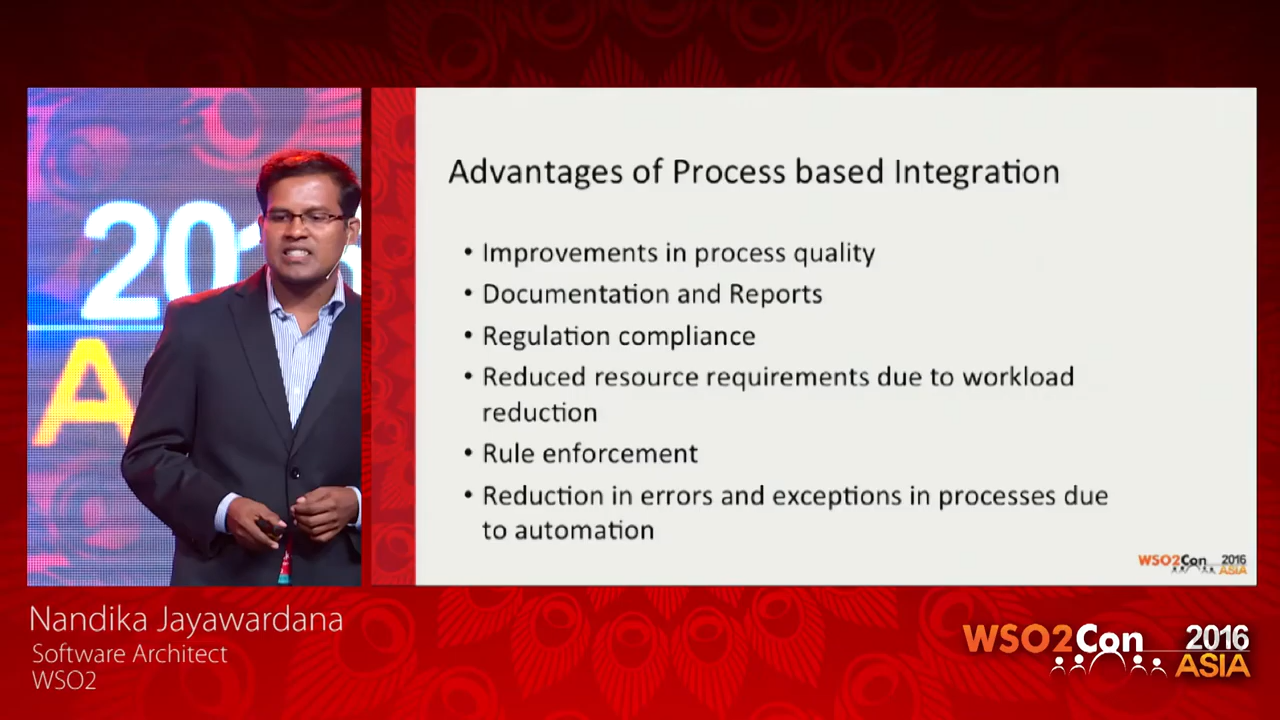 20
A
Advantages of Process based Integration
• Improvements in process quality
• Documentation and Reports
• Regulation compliance
• Reduced resource requirements due to workload
reduction
• Rule enforcement
• Reduction in errors and exceptions in processes due
to automation
WSO2Con 2016
ASIA
Nandika Jayawardana
Software Architect
WSO2
WSO2Con 2016
ASIA